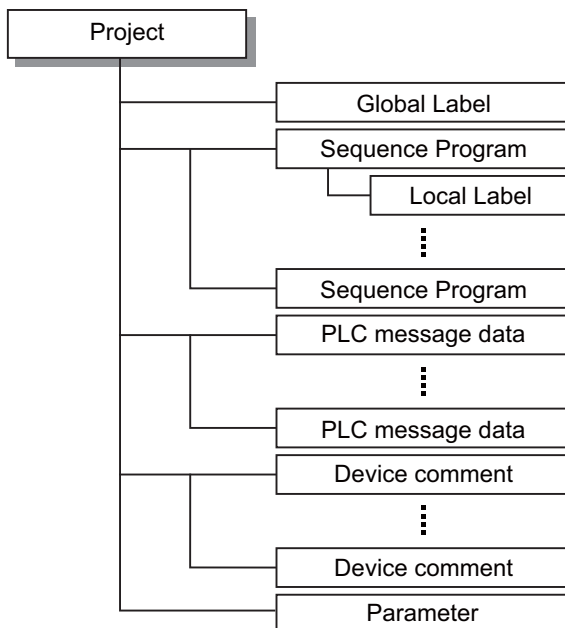 Project
Global Label
Sequence Program
Local Label
Sequence Program
PLC message data
PLC message data
Device comment
Device comment
Parameter